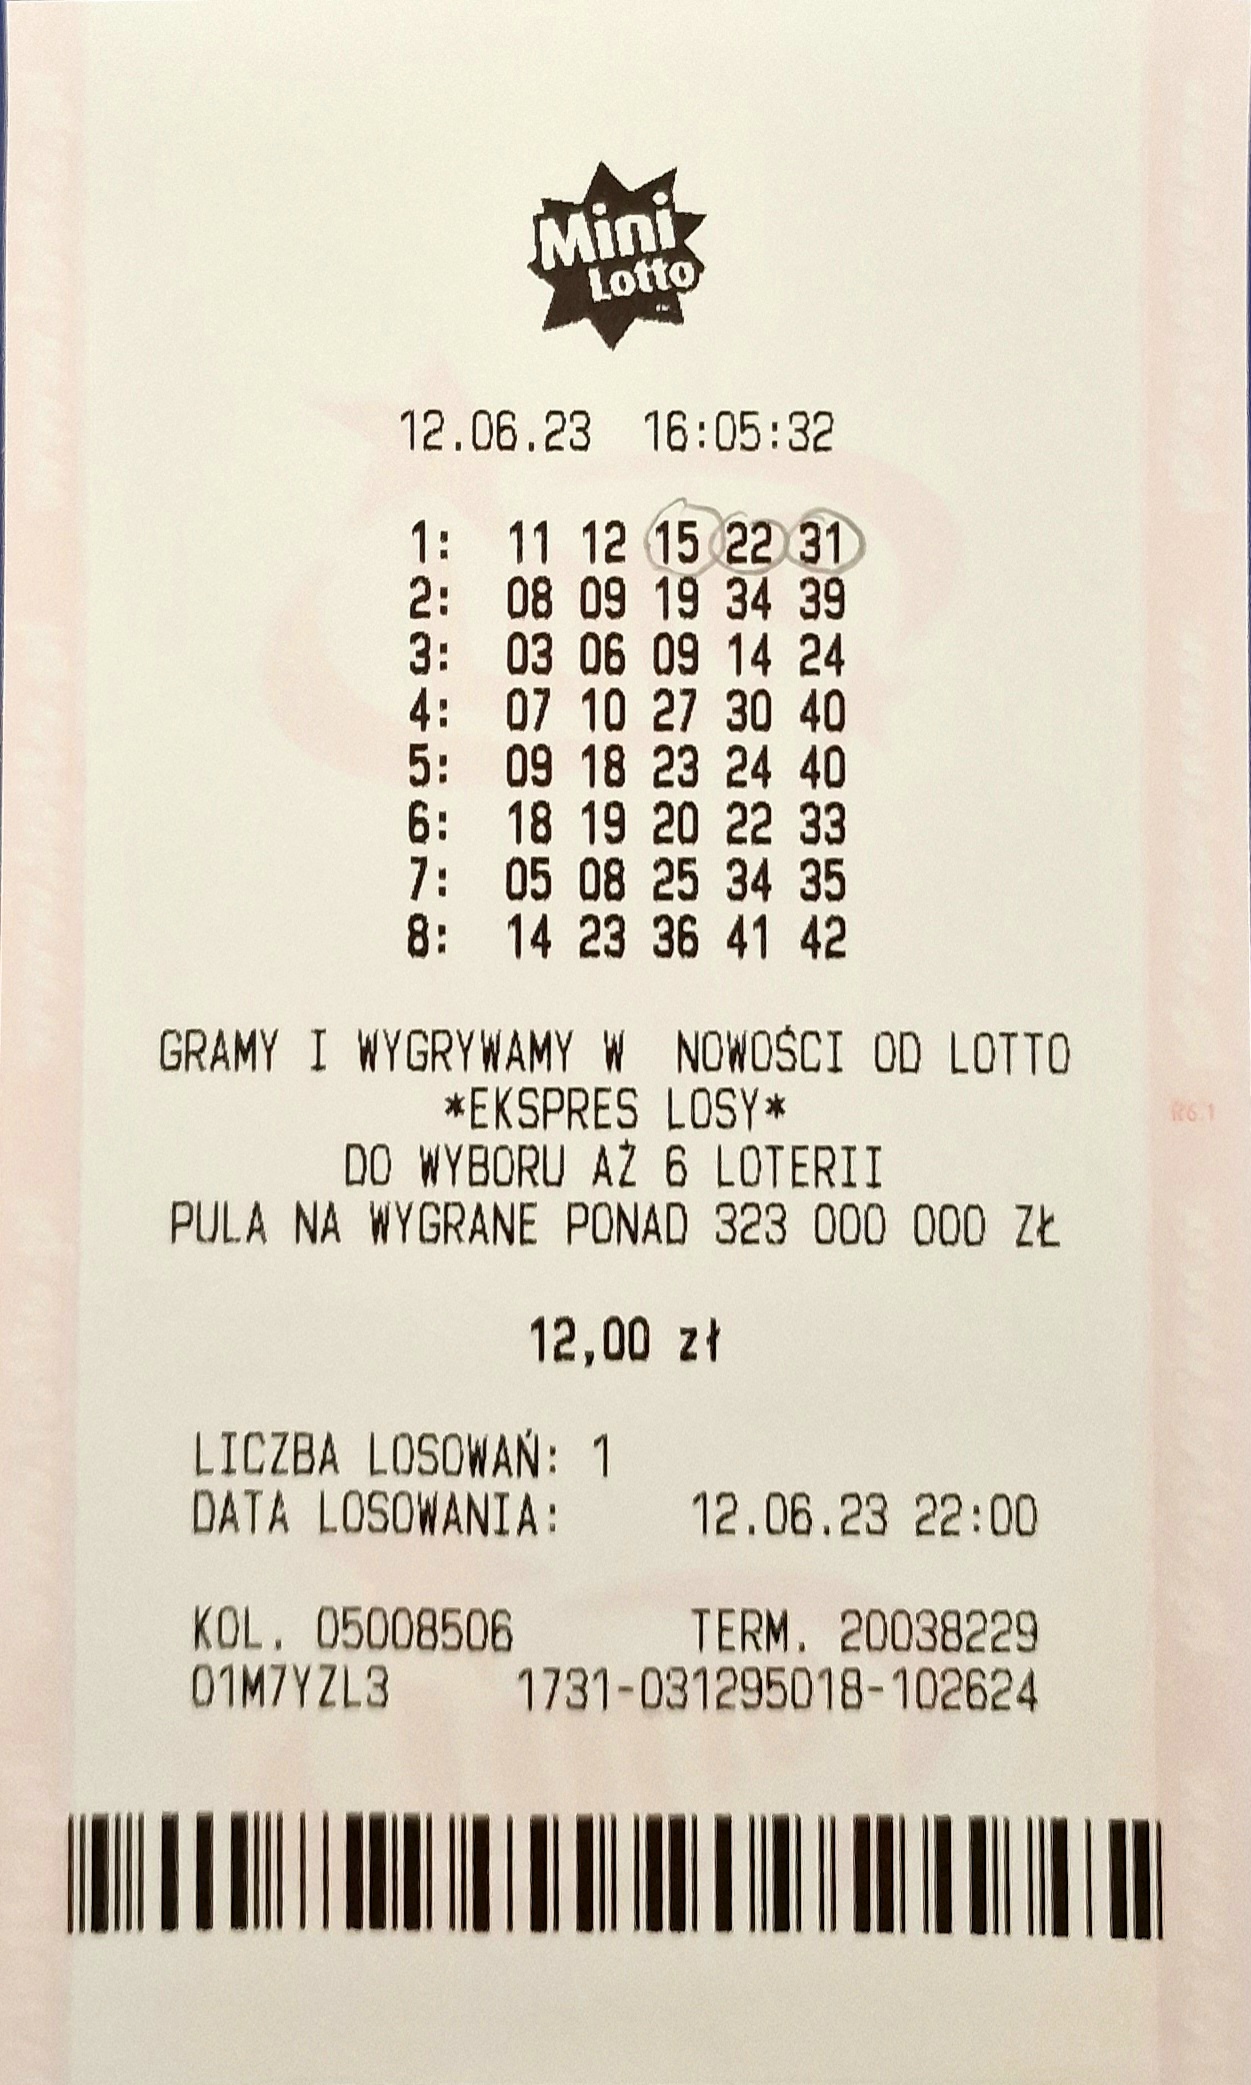 Mini
Lotto
12.06.23 16:05:32
1: 11 12 15 22 31
2: 08 09 19 34 39
3: 03 06 09 14 24
4: 07 10 27 30 40
5: 09 18 23 24 40
6: 18 19 20 22 33
7: 05 08 25 34 35
8: 14 23 36 41 42
GRAMY I WYGRYWAMY W NOWOŚCI OD LOTTO
*EKSPRES LOSY*
DO WYBORU AŻ 6 LOTERII
R6.1
PULA NA WYGRANE PONAD 323 000 000 ZŁ
12,00 zł
LICZBA LOSOWAŃ: 1
DATA LOSOWANIA: 12.06.23 22:00
KOL. 05008506 TERM. 20038229
01M7YZL3 1731-031295018-102624